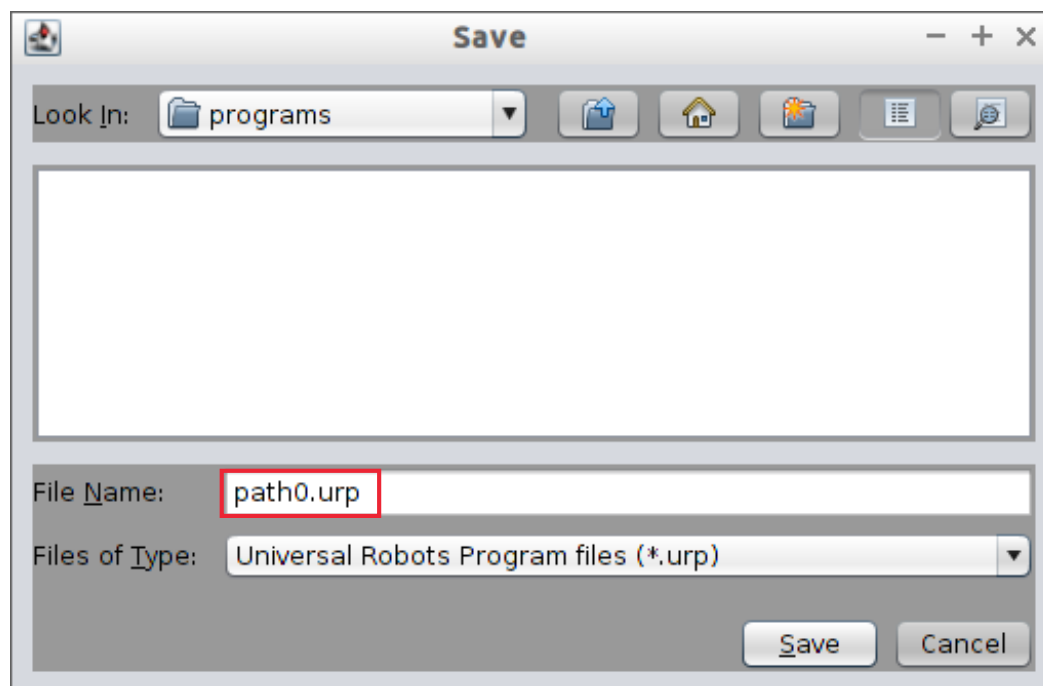 Save
Look In: programs
File Name: path0.urp
Files of Type: Universal Robots Program files (*.urp)
Save Cancel